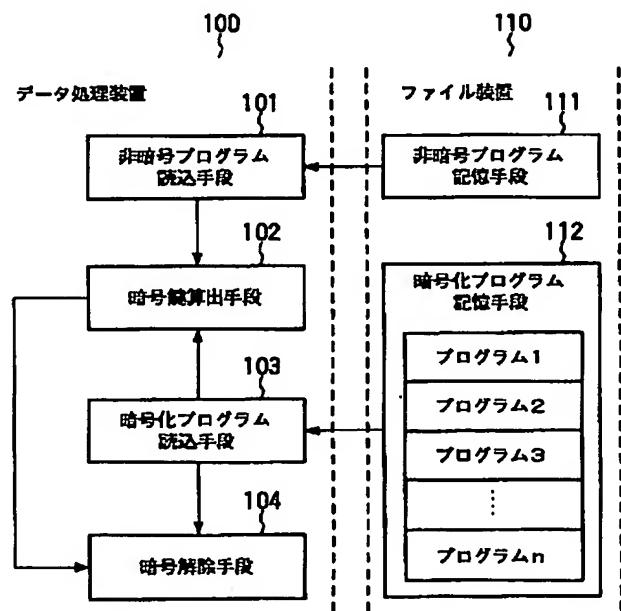 100
110
データ処理装置
ファイル装置
101
非暗号プログラム
読込手段
111
非暗号プログラム
記憶手段
102
暗号鍵算出手段
112
暗号化プログラム
記憶手段
プログラム1
プログラム2
プログラム3
プログラムn
103
暗号化プログラム
読込手段
104
暗号解除手段